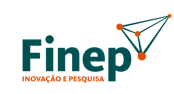 Finep
INOVAÇÃO E PESQUISA